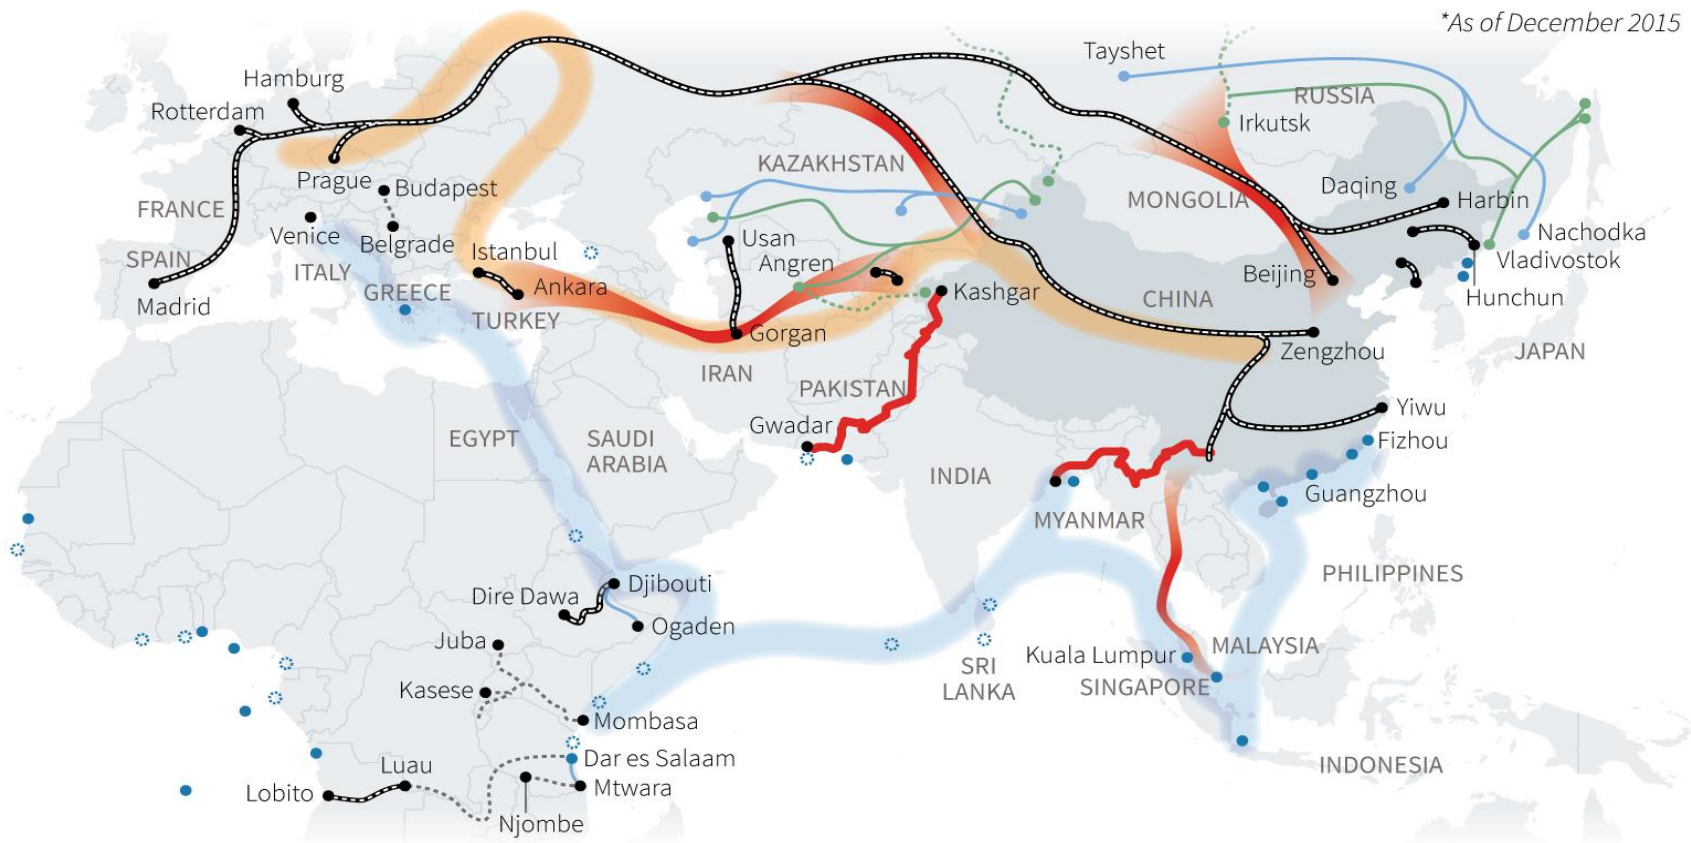 *As of December 2015
Tayshet
Hamburg
Rotterdam
RUSSIA
Irkutsk
KAZAKHSTAN
Prague
Budapest
Daqing
MONGOLIA
Harbin
FRANCE
Venice
Belgrade
Usan
Nachodka
Istanbul
SPAIN
ITALY
Angren
Vladivostok
Beijing
Ankara
GREECE
Kashgar
CHINA
Hunchun
Madrid
TURKEY
Gorgan
Zengzhou
JAPAN
IRAN
PAKISTAN
Yiwu
Gwadar
EGYPT
SAUDI
ARABIA
Fizhou
INDIA
Guangzhou
MYANMAR
PHILIPPINES
Djibouti
Dire Dawa
Ogaden
Juba
MALAYSIA
Kuala Lumpur
SRI
LANKA
SINGAPORE
Kasese
Mombasa
Dar es Salaam
Luau
INDONESIA
Mtwara
Lobito
Njombe